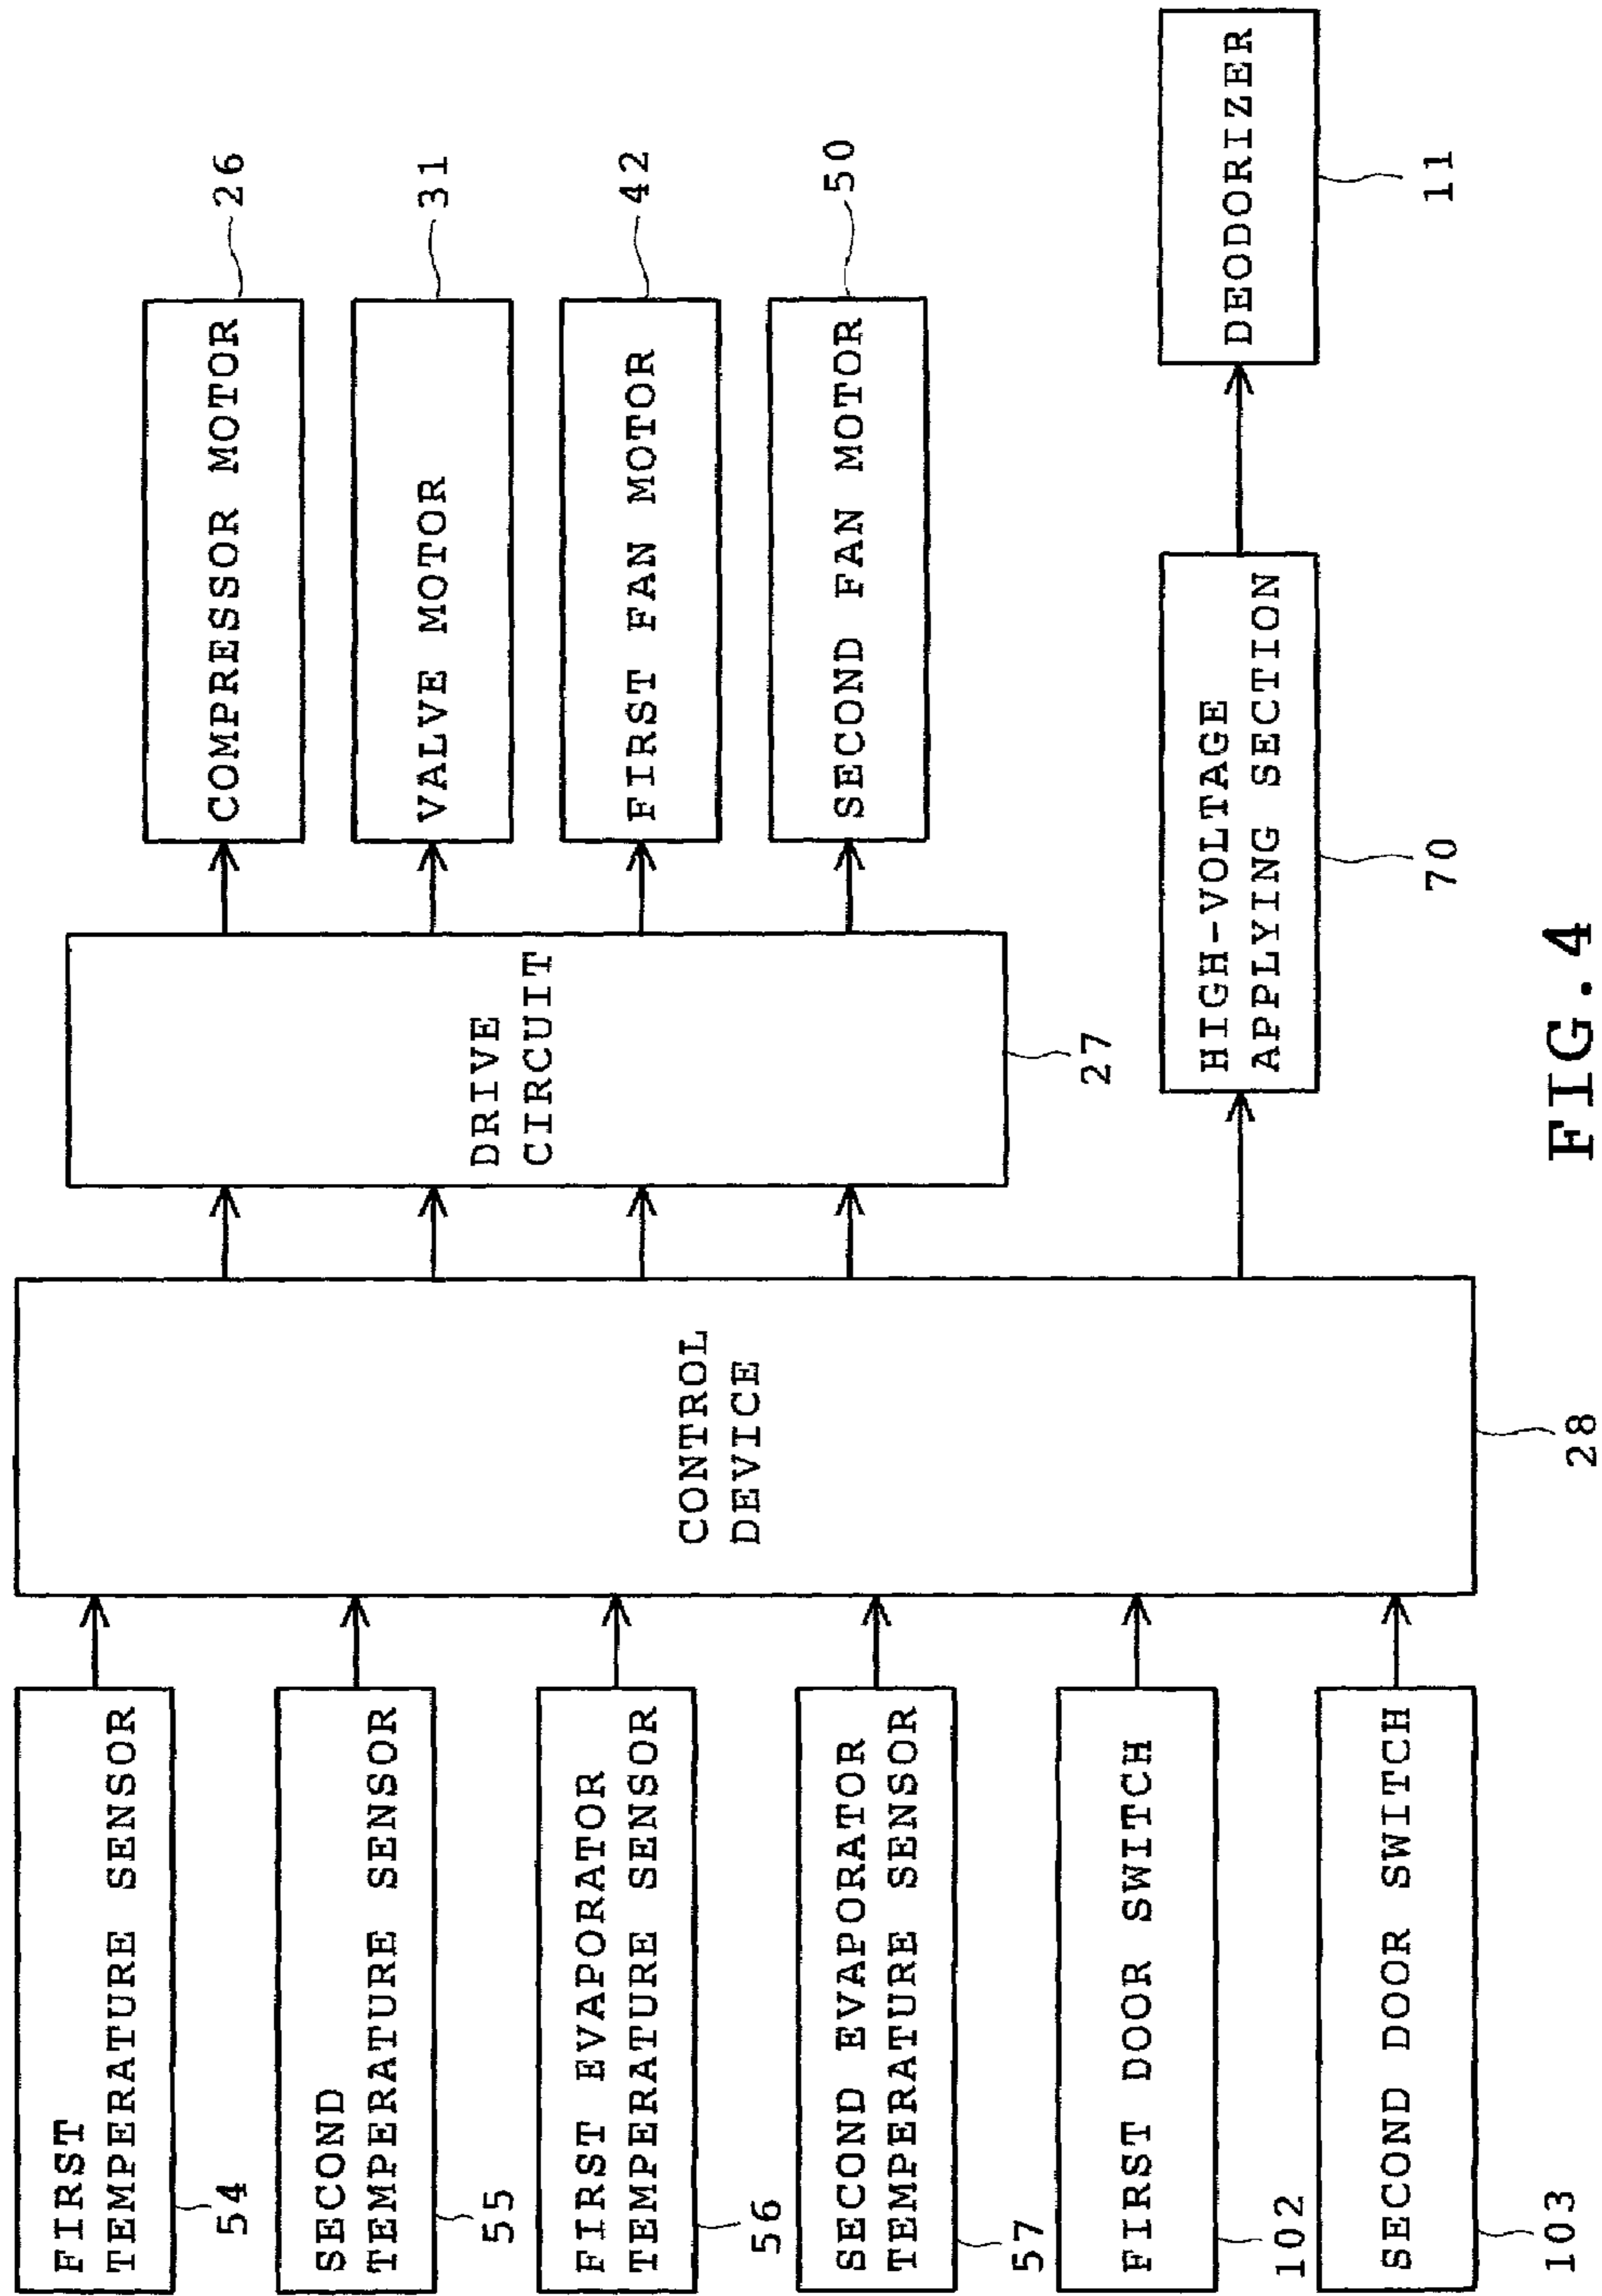 FIRST
TEMPERATURE SENSOR
54
SECOND
TEMPERATURE SENSOR
55
FIRST EVAPORATOR
TEMPERATURE SENSOR
56
SECOND EVAPORATOR
TEMPERATURE SENSOR
57
FIRST DOOR SWITCH
102
SECOND DOOR SWITCH
103
CONTROL
DEVICE
28
DRIVE
CIRCUIT
27
COMPRESSOR MOTOR
26
VALVE MOTOR
31
FIRST FAN MOTOR
42
SECOND FAN MOTOR
50
HIGH-VOLTAGE
APPLYING SECTION
70
DEODORIZER
11
FIG.4